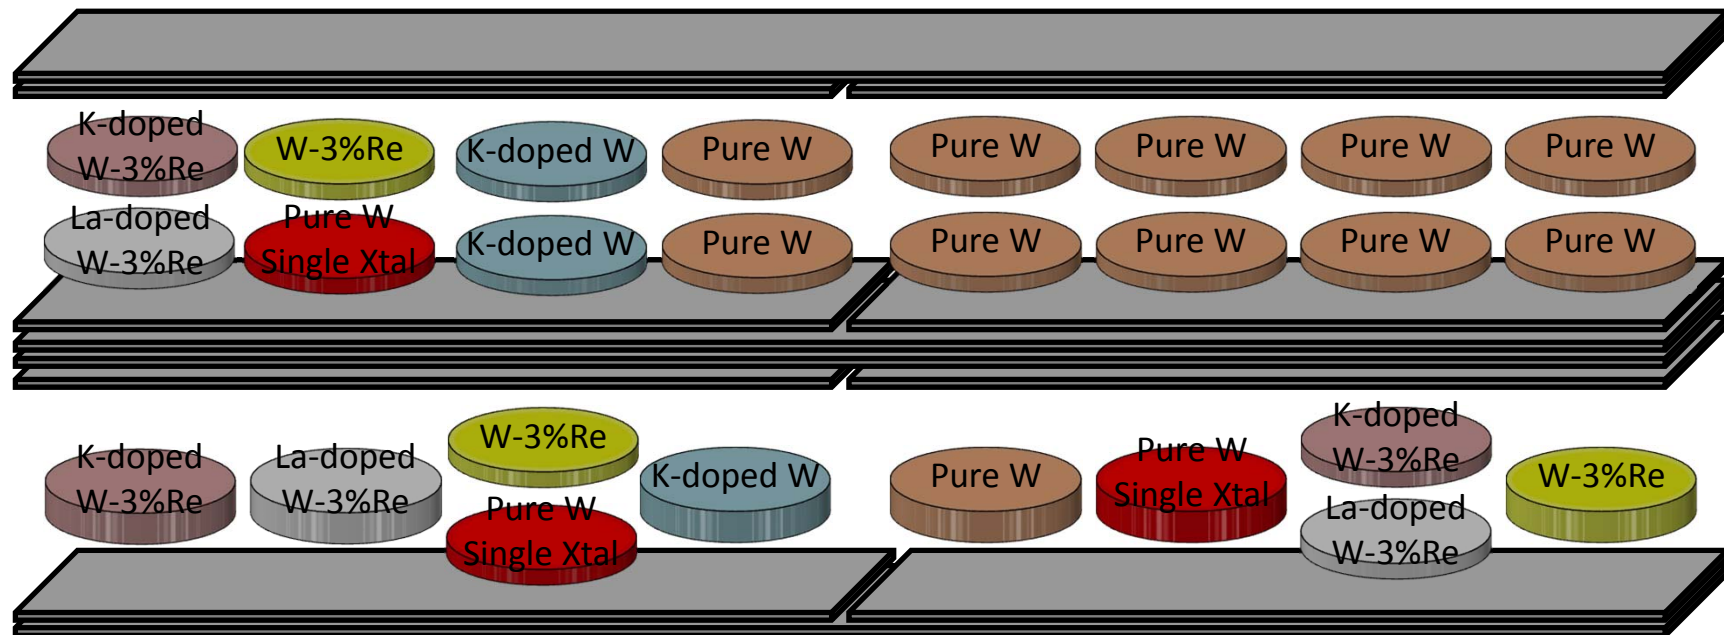 K-doped
W-3%Re
W-3%Re
K-doped W
Pure W
Pure W
Pure W
Pure W
Pure W
La-doped
W-3%Re
Pure W
Single Xtal
K-doped W
Pure W
Pure W
Pure W
Pure W
Pure W
K-doped
W-3%Re
La-doped
W-3%Re
W-3%Re
Pure W
Single Xtal
K-doped W
Pure W
Pure W
Single Xtal
K-doped
W-3%Re
La-doped
W-3%Re
W-3%Re